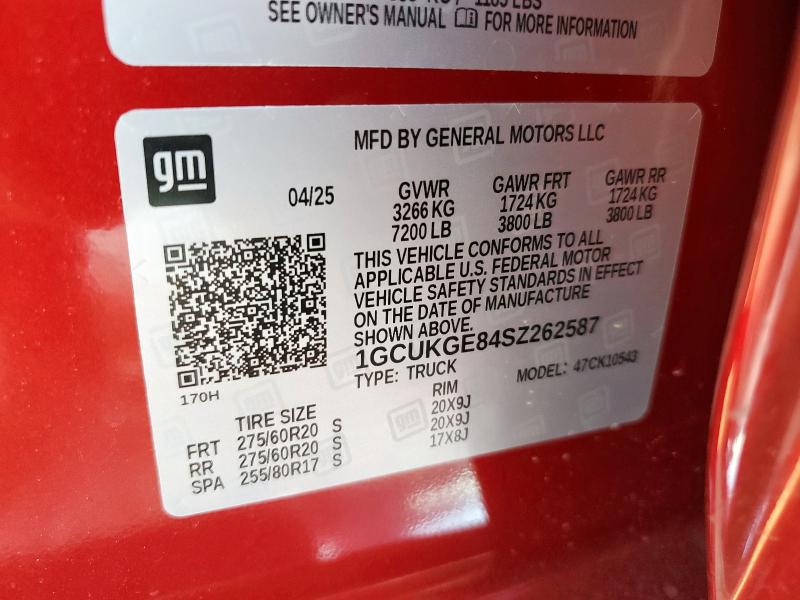 SEE OWNER'S MANUAL FOR MORE INFORMATION
gm
MFD BY GENERAL MOTORS LLC
04/25 GVWR GAWR FRT GAWR RR
3266 KG 1724 KG 1724 KG
7200 LB 3800 LB 3800 LB
THIS VEHICLE CONFORMS TO ALL
APPLICABLE U.S. FEDERAL MOTOR
VEHICLE SAFETY STANDARDS IN EFFECT
ON THE DATE OF MANUFACTURE
SHOWN ABOVE.
1GCUKGE84SZ262587
TYPE: TRUCK MODEL: 47CK10543
170H
TIRE SIZE RIM
FRT 275/60R20 S 20X9J
RR 275/60R20 S 20X9J
SPA 255/80R17 S 17X8J